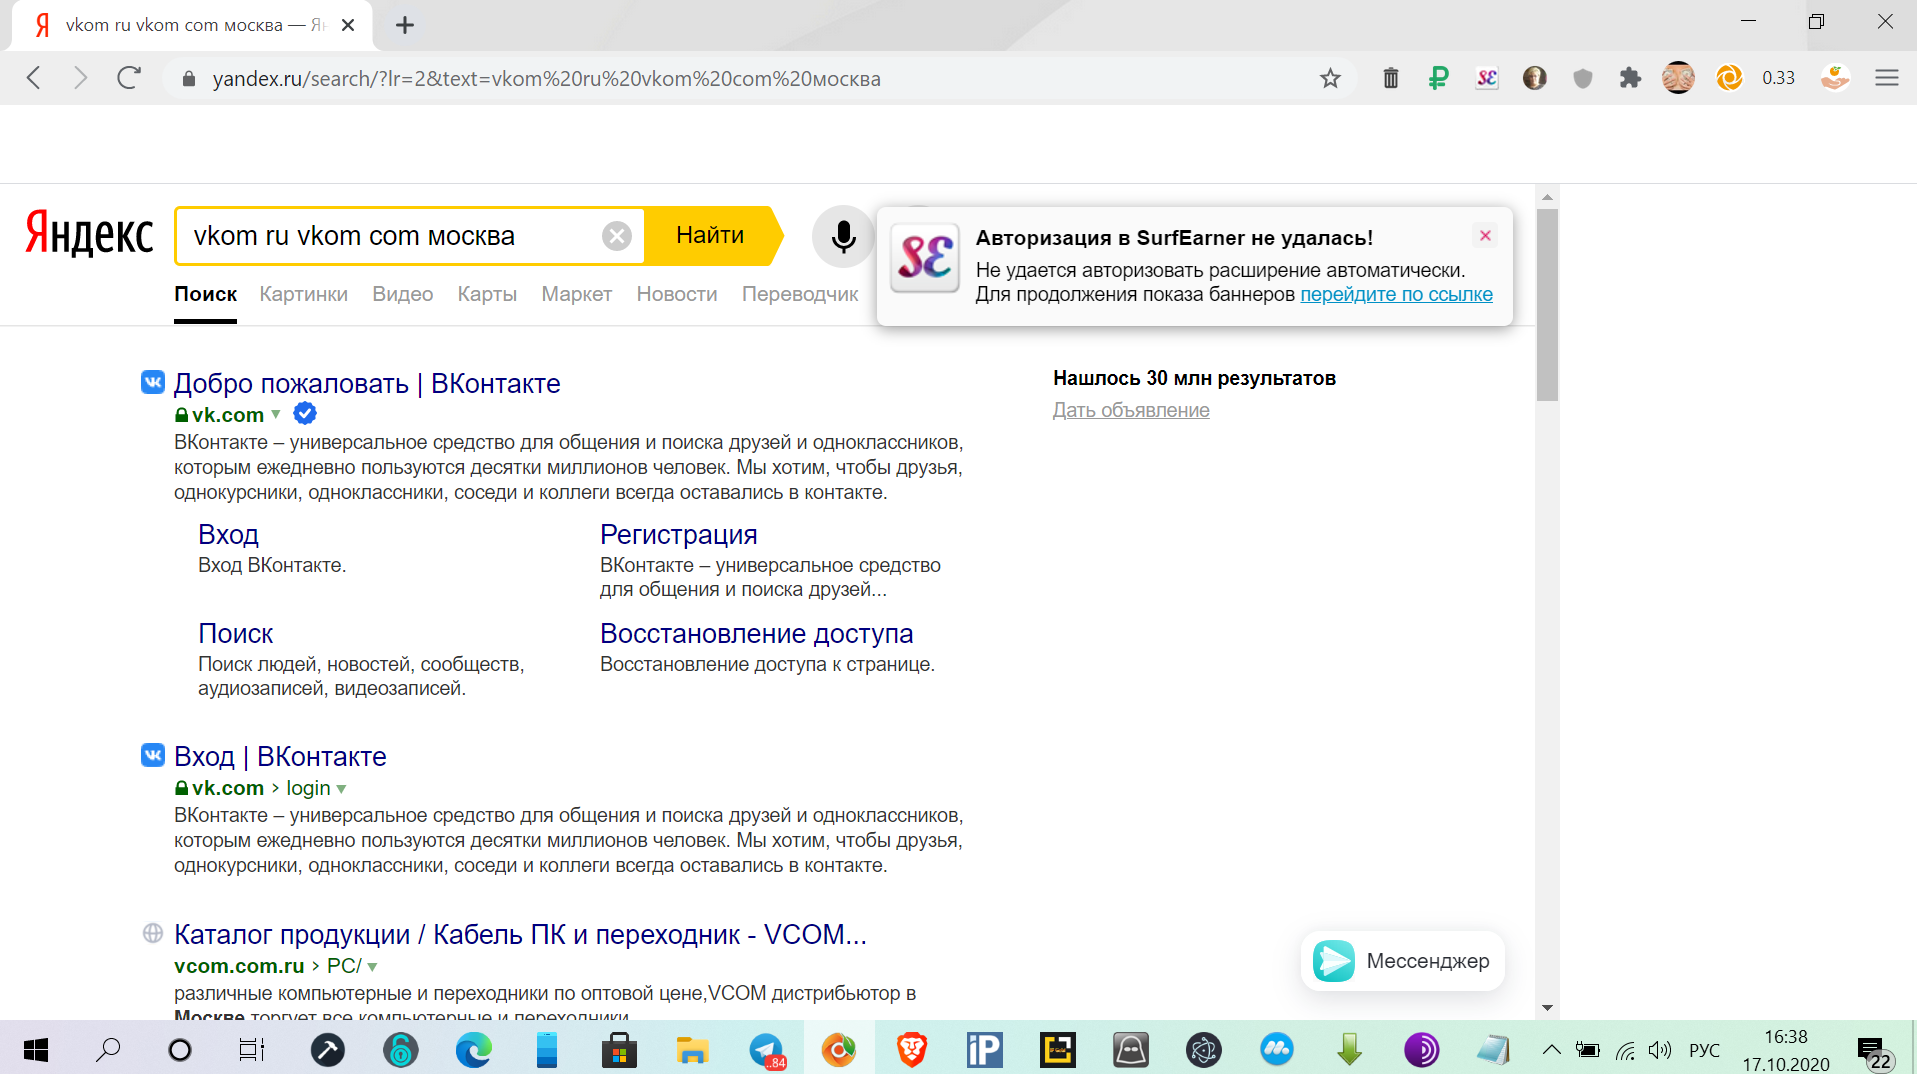 vkom ru vkom com москва — Ян
yandex.ru/search/?lr=2&text=vkom%20ru%20vkom%20com%20москва
0.33
Яндекс
vkom ru vkom com москва
Найти
Поиск Картинки Видео Карты Маркет Новости Переводчик
Авторизация в SurfEarner не удалась!
Не удается авторизовать расширение автоматически.
Для продолжения показа баннеров перейдите по ссылке
Добро пожаловать | ВКонтакте
vk.com
ВКонтакте – универсальное средство для общения и поиска друзей и одноклассников,
которым ежедневно пользуются десятки миллионов человек. Мы хотим, чтобы друзья,
однокурсники, одноклассники, соседи и коллеги всегда оставались в контакте.
Нашлось 30 млн результатов
Дать объявление
Вход
Вход ВКонтакте.
Регистрация
ВКонтакте – универсальное средство
для общения и поиска друзей...
Поиск
Поиск людей, новостей, сообществ,
аудиозаписей, видеозаписей.
Восстановление доступа
Восстановление доступа к странице.
Вход | ВКонтакте
vk.com › login
ВКонтакте – универсальное средство для общения и поиска друзей и одноклассников,
которым ежедневно пользуются десятки миллионов человек. Мы хотим, чтобы друзья,
однокурсники, одноклассники, соседи и коллеги всегда оставались в контакте.
Каталог продукции / Кабель ПК и переходник - VCOM...
vcom.com.ru › PC/
различные компьютерные и переходники по оптовой цене,VCOM дистрибьютор в
Москве торгует все компьютерные и переходники
Мессенджер
..84
iP
РУС
16:38
17.10.2020
22